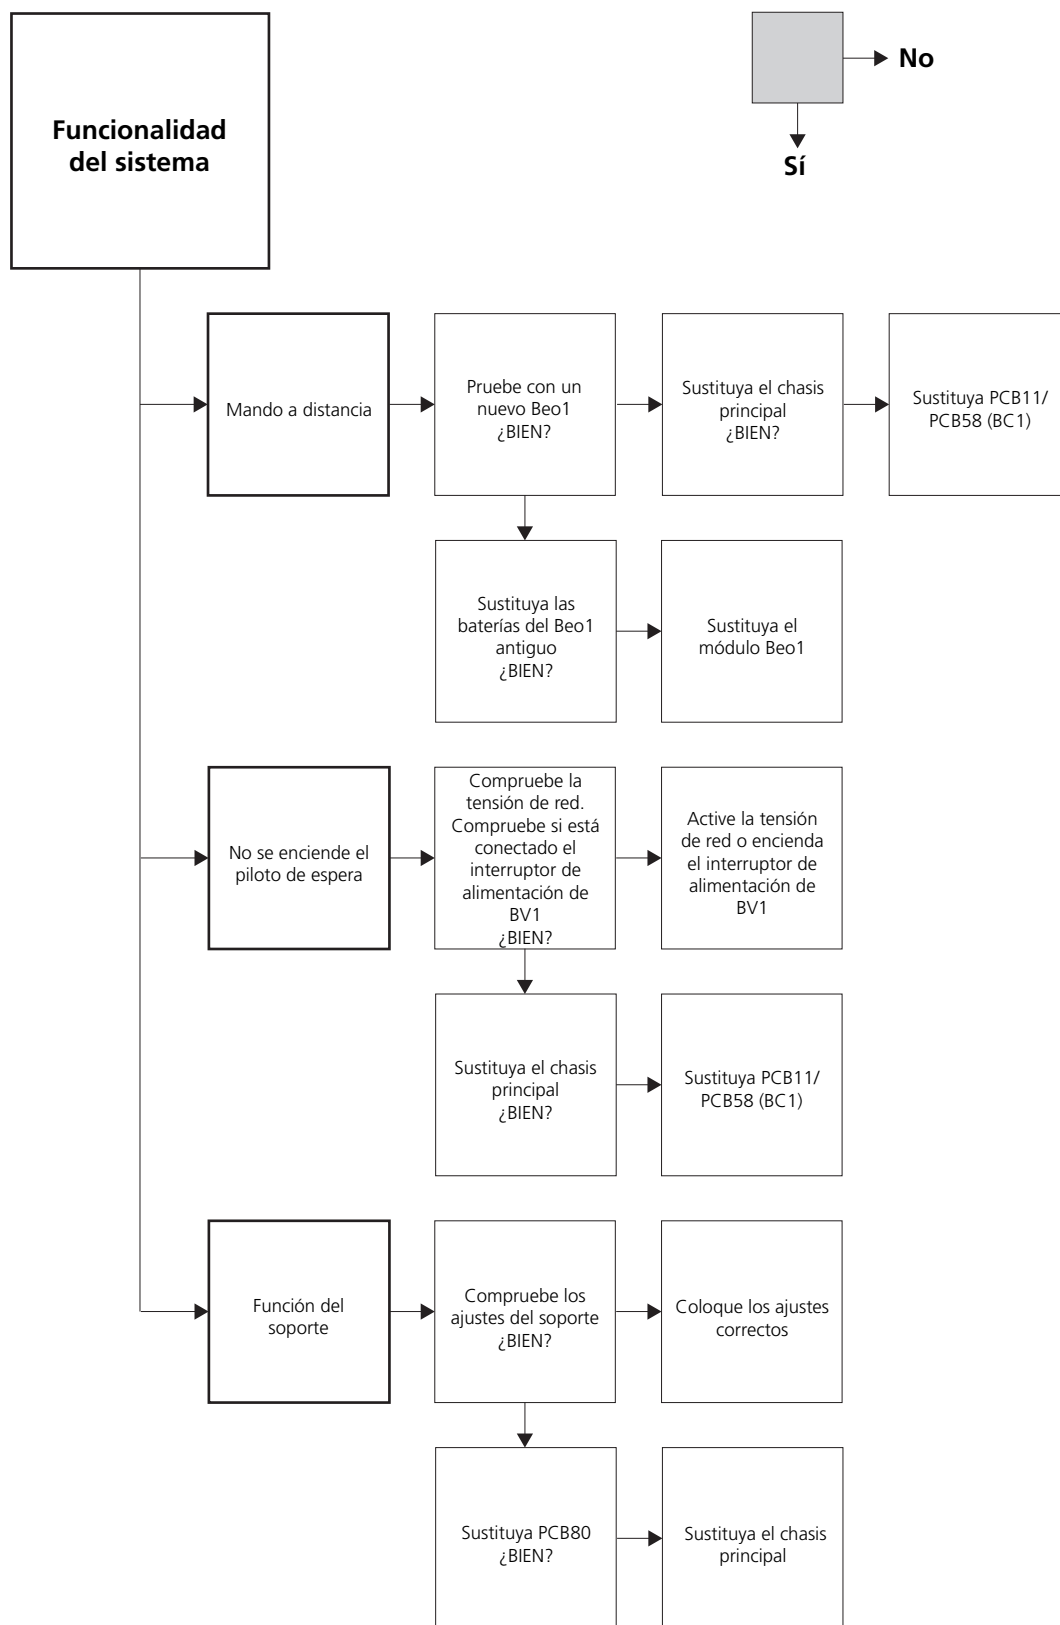 Funcionalidad
del sistema
No
Sí
Mando a distancia
Pruebe con un
nuevo Beo1
¿BIEN?
Sustituya el chasis
principal
¿BIEN?
Sustituya PCB11/
PCB58 (BC1)
Sustituya las
baterías del Beo1
antiguo
¿BIEN?
Sustituya el
módulo Beo1
No se enciende el
piloto de espera
Compruebe la
tensión de red.
Compruebe si está
conectado el
interruptor de
alimentación de
BV1
¿BIEN?
Active la tensión
de red o encienda
el interruptor de
alimentación de
BV1
Sustituya el chasis
principal
¿BIEN?
Sustituya PCB11/
PCB58 (BC1)
Función del
soporte
Compruebe los
ajustes del soporte
¿BIEN?
Coloque los ajustes
correctos
Sustituya PCB80
¿BIEN?
Sustituya el chasis
principal